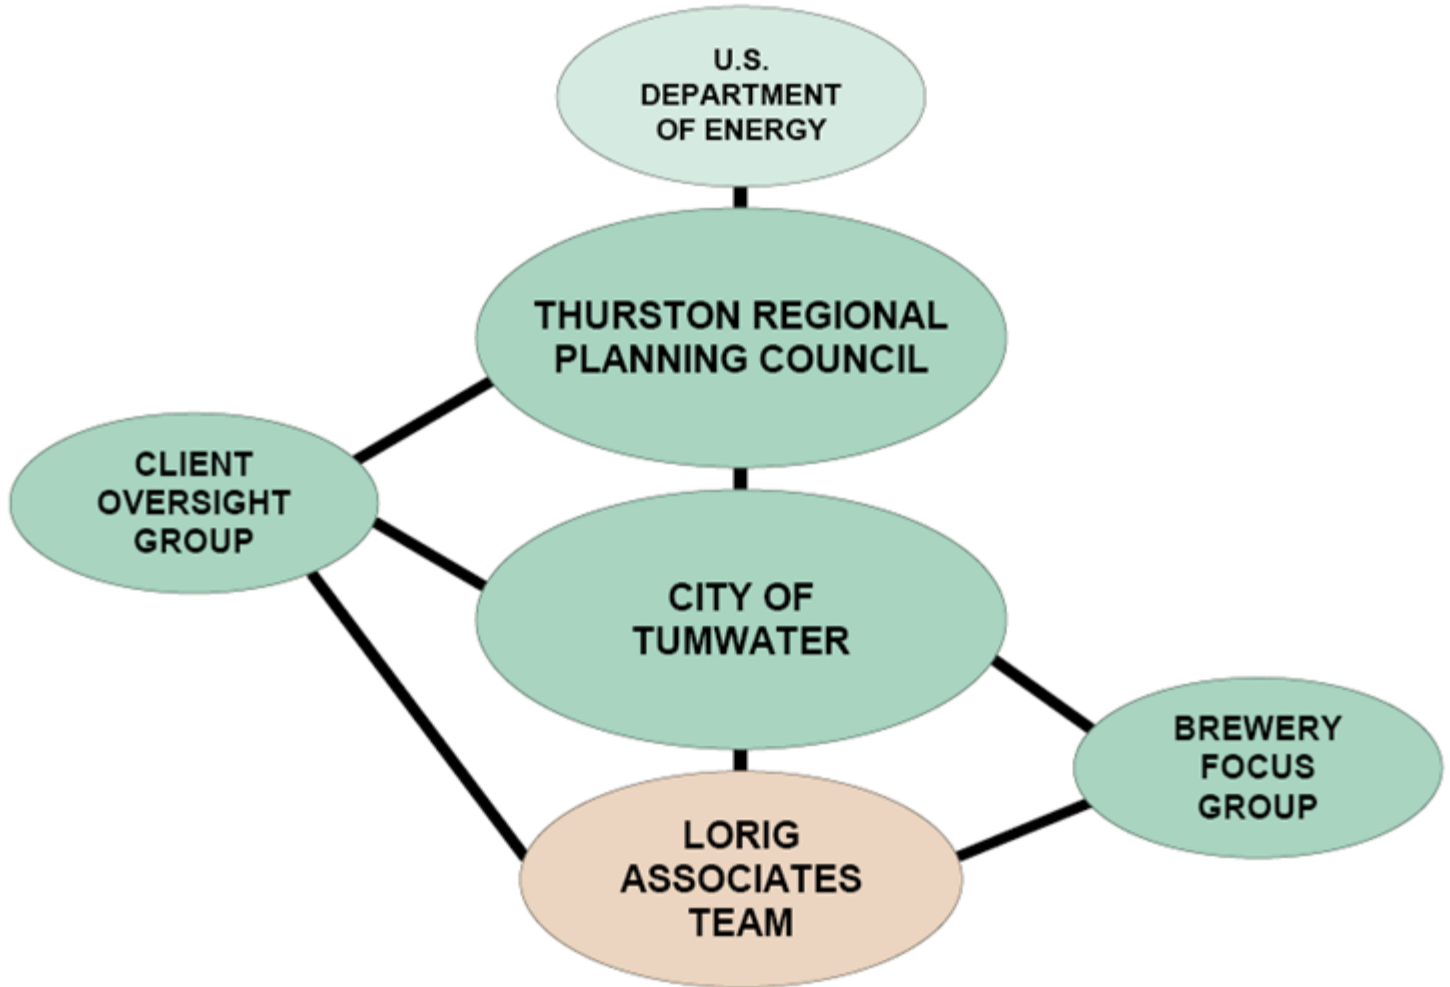 U.S.
DEPARTMENT
OF ENERGY
THURSTON REGIONAL
PLANNING COUNCIL
CLIENT
OVERSIGHT
GROUP
CITY OF
TUMWATER
BREWERY
FOCUS
GROUP
LORIG
ASSOCIATES
TEAM